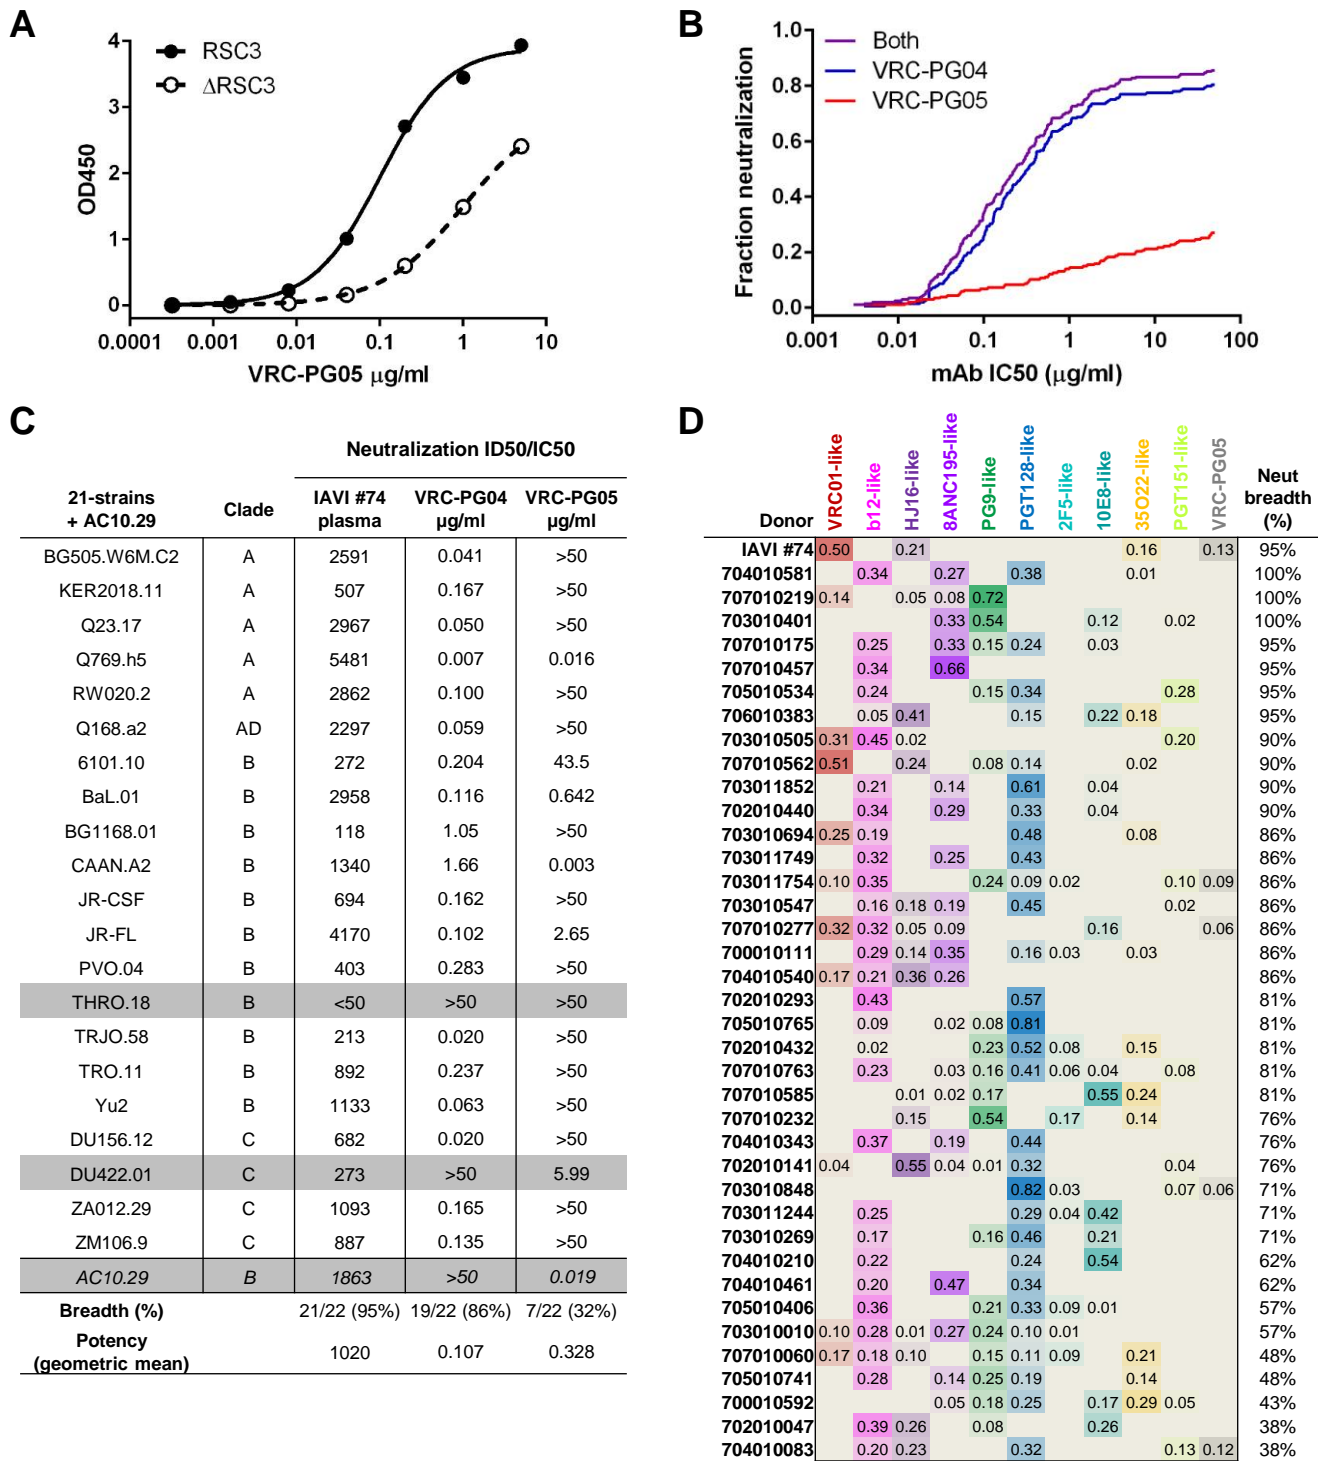 A
4
3
2
1
0
OD450
RSC3
ΔRSC3
0.0001 0.001 0.01 0.1 1 10
VRC-PG05 μg/ml
B
1.0
0.8
0.6
0.4
0.2
0.0
Fraction neutralization
Both
VRC-PG04
VRC-PG05
0.001 0.01 0.1 1 10 100
mAb IC50 (μg/ml)
C
Neutralization ID50/IC50
21-strains + AC10.29 Clade IAVI #74 plasma VRC-PG04 μg/ml VRC-PG05 μg/ml
BG505.W6M.C2 A 2591 0.041 >50
KER2018.11 A 507 0.167 >50
Q23.17 A 2967 0.050 >50
Q769.h5 A 5481 0.007 0.016
RW020.2 A 2862 0.100 >50
Q168.a2 AD 2297 0.059 >50
6101.10 B 272 0.204 43.5
BaL.01 B 2958 0.116 0.642
BG1168.01 B 118 1.05 >50
CAAN.A2 B 1340 1.66 0.003
JR-CSF B 694 0.162 >50
JR-FL B 4170 0.102 2.65
PVO.04 B 403 0.283 >50
THRO.18 B <50 >50 >50
TRJO.58 B 213 0.020 >50
TRO.11 B 892 0.237 >50
Yu2 B 1133 0.063 >50
DU156.12 C 682 0.020 >50
DU422.01 C 273 >50 5.99
ZA012.29 C 1093 0.165 >50
ZM106.9 C 887 0.135 >50
AC10.29 B 1863 >50 0.019
Breadth (%) 21/22 (95%) 19/22 (86%) 7/22 (32%)
Potency (geometric mean) 1020 0.107 0.328
D
Donor VRC01-like b12-like HJ16-like 8ANC195-like PG9-like PGT128-like 2F5-like 10E8-like 35O22-like PGT151-like VRC-PG05 Neut breadth (%)
IAVI #74 0.50 0.21 0.16 0.13 95%
704010581 0.34 0.27 0.38 0.01 100%
707010219 0.14 0.05 0.08 0.72 100%
703010401 0.33 0.54 0.12 0.02 100%
707010175 0.25 0.33 0.15 0.24 0.03 95%
707010457 0.34 0.66 95%
705010534 0.24 0.15 0.34 0.28 95%
706010383 0.05 0.41 0.15 0.22 0.18 95%
703010505 0.31 0.45 0.02 0.20 90%
707010562 0.51 0.24 0.08 0.14 0.02 90%
703011852 0.21 0.14 0.61 0.04 90%
702010440 0.34 0.29 0.33 0.04 90%
703010694 0.25 0.19 0.48 0.08 86%
703011749 0.32 0.25 0.43 86%
703011754 0.10 0.35 0.24 0.09 0.02 0.10 0.09 86%
703010547 0.16 0.18 0.19 0.45 0.02 86%
707010277 0.32 0.32 0.05 0.09 0.16 0.06 86%
700010111 0.29 0.14 0.35 0.16 0.03 0.03 86%
704010540 0.17 0.21 0.36 0.26 86%
702010293 0.43 0.57 81%
705010765 0.09 0.02 0.08 0.81 81%
702010432 0.02 0.23 0.52 0.08 0.15 81%
707010763 0.23 0.03 0.16 0.41 0.06 0.04 0.08 81%
707010585 0.01 0.02 0.17 0.55 0.24 81%
707010232 0.15 0.54 0.17 0.14 76%
704010343 0.37 0.19 0.44 76%
702010141 0.04 0.55 0.04 0.01 0.32 0.04 76%
703010848 0.82 0.03 0.07 0.06 71%
703011244 0.25 0.29 0.04 0.42 71%
703010269 0.17 0.16 0.46 0.21 71%
704010210 0.22 0.24 0.54 62%
704010461 0.20 0.47 0.34 62%
705010406 0.36 0.21 0.33 0.09 0.01 57%
703010010 0.10 0.28 0.01 0.27 0.24 0.10 0.01 57%
707010060 0.17 0.18 0.10 0.15 0.11 0.09 0.21 48%
705010741 0.28 0.14 0.25 0.19 0.14 48%
700010592 0.05 0.18 0.25 0.17 0.29 0.05 43%
702010047 0.39 0.26 0.08 0.26 38%
704010083 0.20 0.23 0.32 0.13 0.12 38%